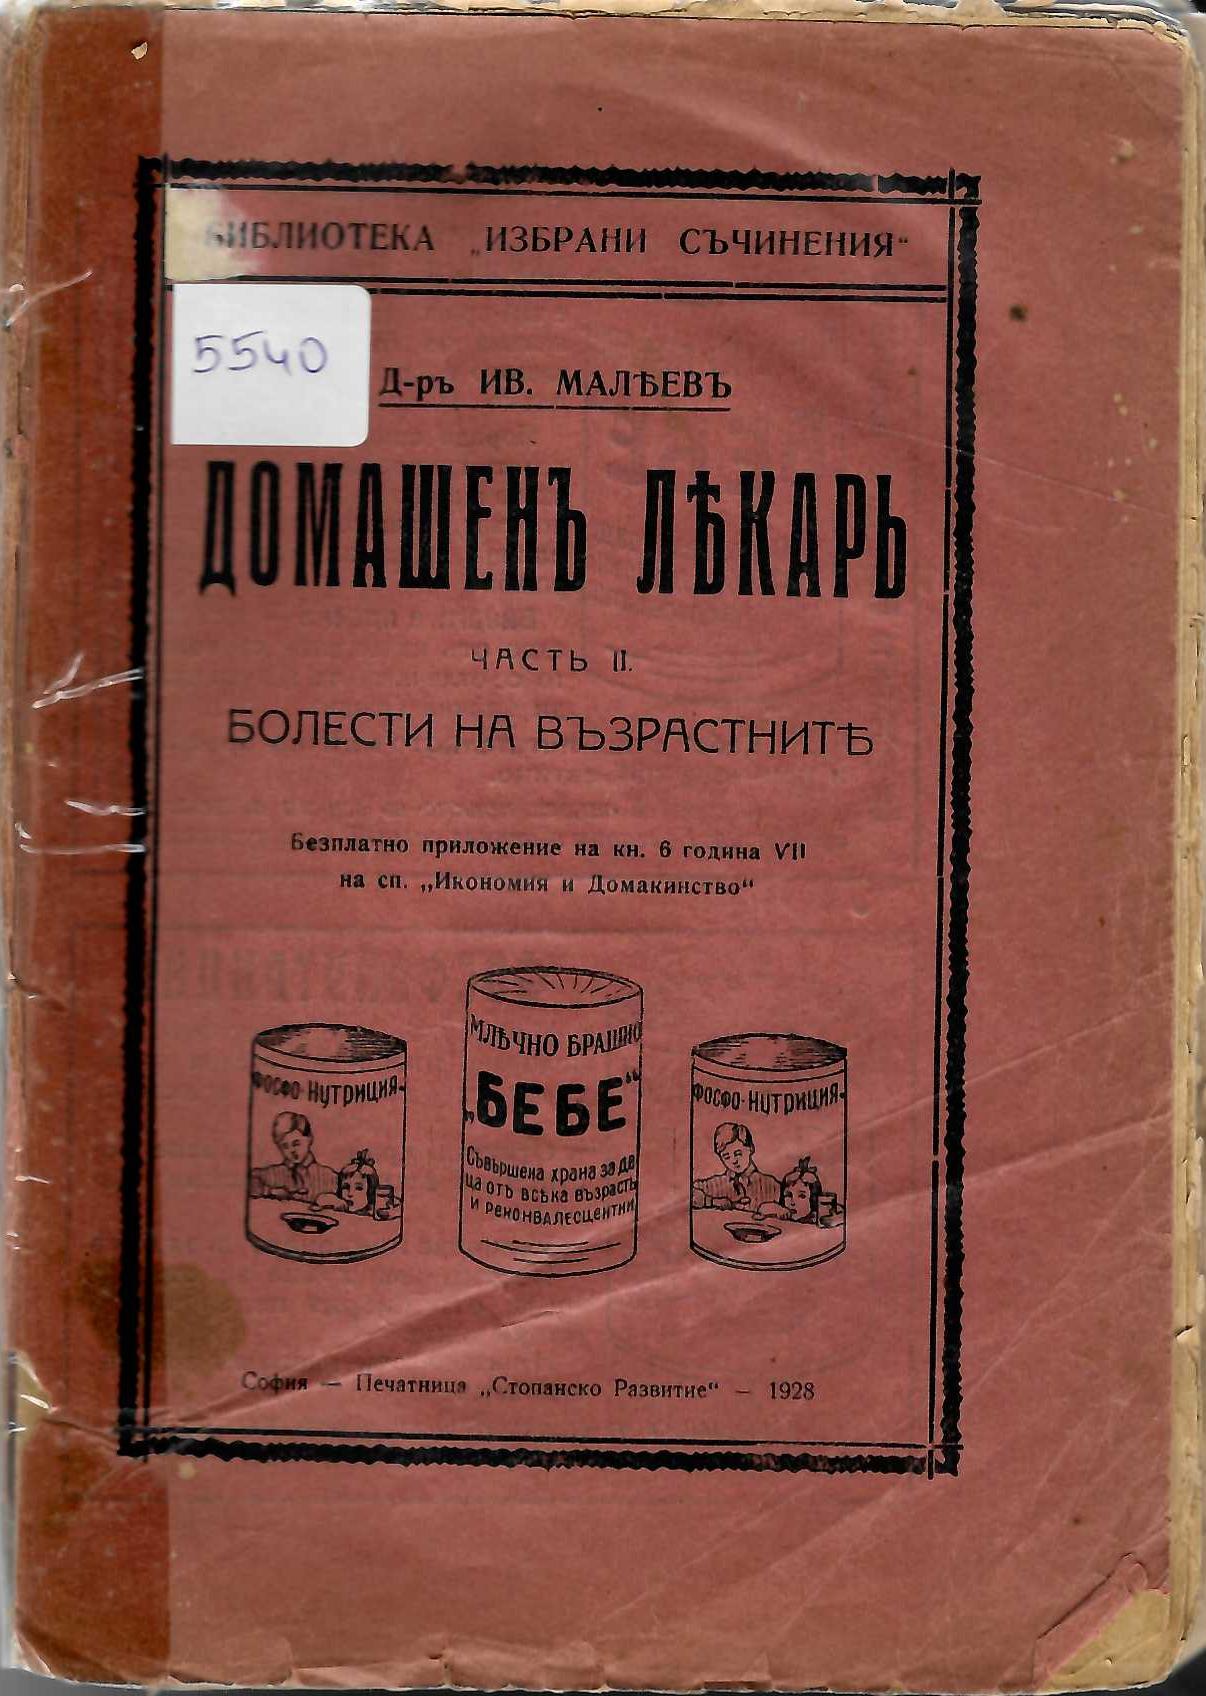 БИБЛИОТЕКА „ИЗБРАНИ СЪЧИНЕНИЯ“
5540
Д-ръ ИВ. МАЛѢЕВЪ
ДОМАШЕНЪ ЛѢКАРЬ
ЧАСТЬ II.
БОЛЕСТИ НА ВЪЗРАСТНИТѢ
Безплатно приложение на кн. 6 година VII
на сп. „Икономия и Домакинство“
МЛѢЧНО БРАШНО
„БЕБЕ“
Съвършена храна за де
ца отъ всѣка възрасть
и реконвалесцентни
ФОСФО-НУТРИЦИЯ
ФОСФО-НУТРИЦИЯ
София — Печатница „Стопанско Развитие“ — 1928